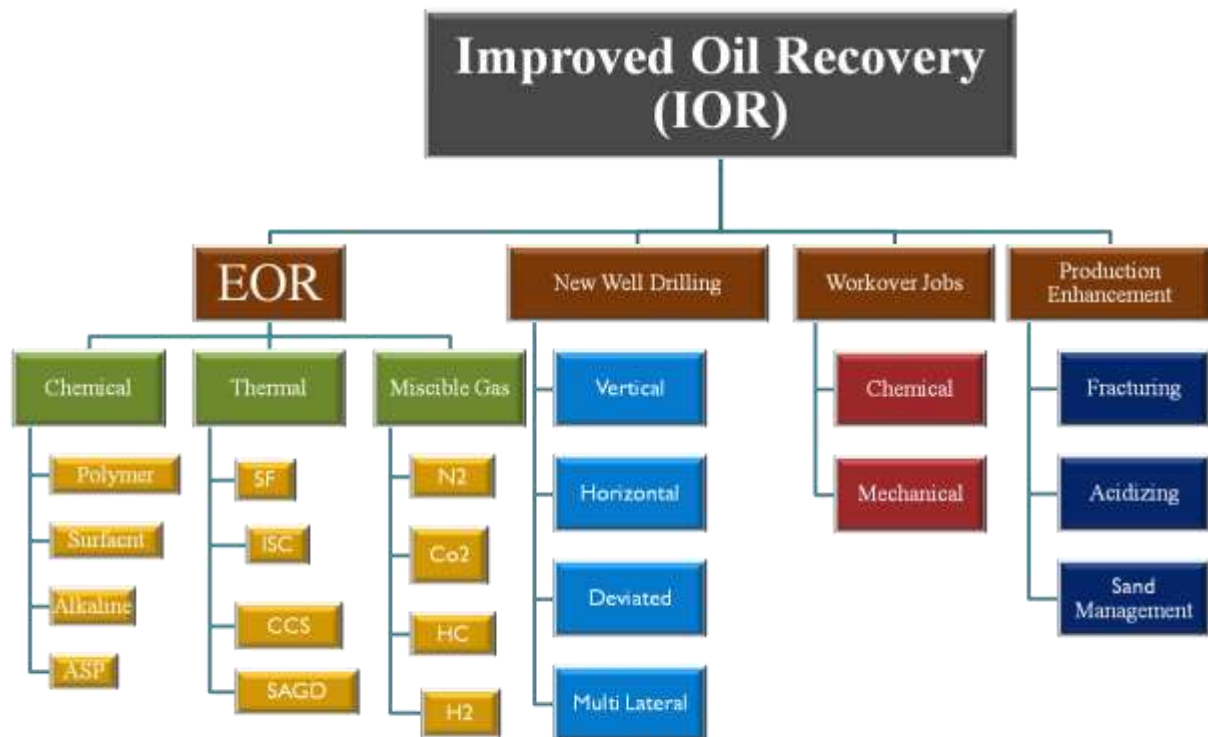 Improved Oil Recovery
(IOR)
EOR
New Well Drilling
Workover Jobs
Production
Enhancement
Chemical
Thermal
Miscible Gas
Polymer
Surfacnt
Alkaline
ASP
SF
ISC
CCS
SAGD
N2
Co2
HC
H2
Vertical
Horizontal
Deviated
Multi Lateral
Chemical
Mechanical
Fracturing
Acidizing
Sand
Management